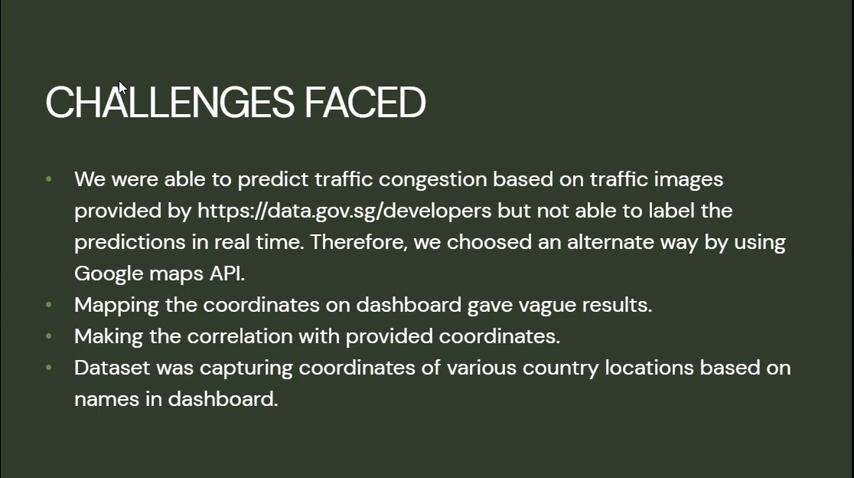 CHALLENGES FACED
• We were able to predict traffic congestion based on traffic images
provided by https://data.gov.sg/developers but not able to label the
predictions in real time. Therefore, we choosed an alternate way by using
Google maps API.
• Mapping the coordinates on dashboard gave vague results.
• Making the correlation with provided coordinates.
• Dataset was capturing coordinates of various country locations based on
names in dashboard.